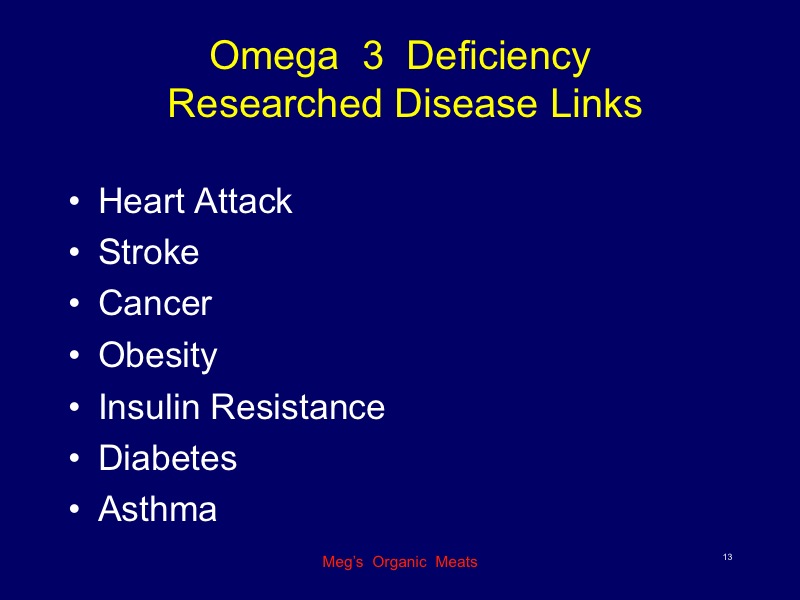 Omega 3 Deficiency
Researched Disease Links
• Heart Attack
• Stroke
• Cancer
• Obesity
• Insulin Resistance
• Diabetes
• Asthma
Meg's Organic Meats
13